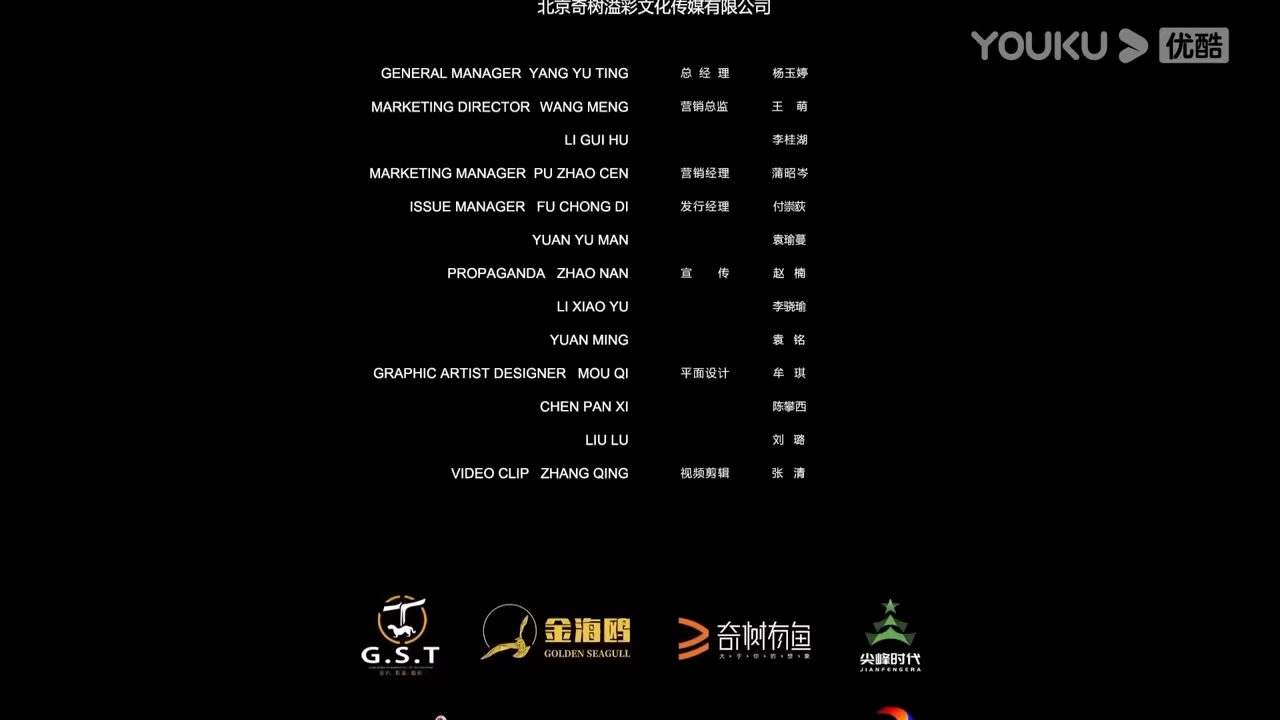 北京奇树溢彩文化传媒有限公司
YOUKU 优酷
GENERAL MANAGER YANG YU TING 总经理 杨玉婷
MARKETING DIRECTOR WANG MENG 营销总监 王萌
LI GUI HU 李桂湖
MARKETING MANAGER PU ZHAO CEN 营销经理 蒲昭岑
ISSUE MANAGER FU CHONG DI 发行经理 付崇荻
YUAN YU MAN 袁瑜蔓
PROPAGANDA ZHAO NAN 宣传 赵楠
LI XIAO YU 李骁瑜
YUAN MING 袁铭
GRAPHIC ARTIST DESIGNER MOU QI 平面设计 牟琪
CHEN PAN XI 陈攀西
LIU LU 刘璐
VIDEO CLIP ZHANG QING 视频剪辑 张清
G.S.T
金海鸥
GOLDEN SEAGULL
奇树有鱼
大于你的想象
尖峰时代
JIANFENGERA